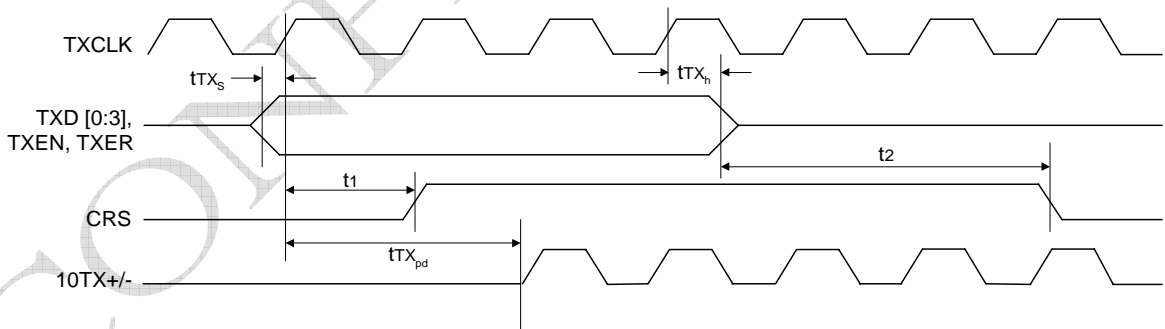 TXCLK
tTXS
tTXh
TXD [0:3],
TXEN, TXER
t2
t1
CRS
tTXpd
10TX+/-